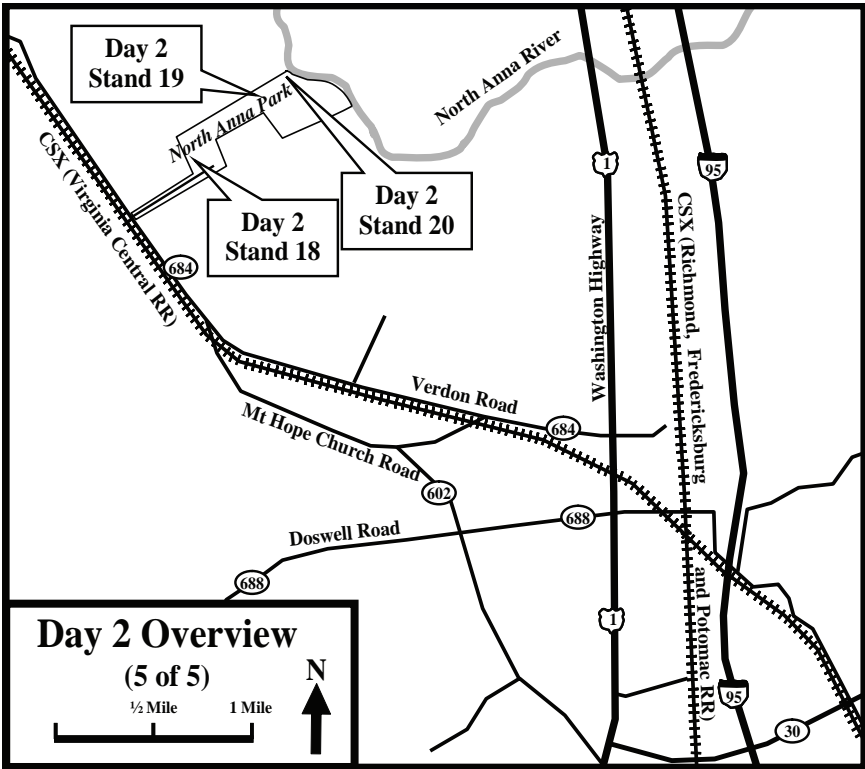 Day 2
Stand 19
North Anna River
North Anna Park
1
95
CSX (Virginia Central RR)
Day 2
Stand 20
Day 2
Stand 18
684
Washington Highway
CSX (Richmond, Fredericksburg and Potomac RR)
Verdon Road
684
Mt Hope Church Road
602
688
Doswell Road
688
1
95
30
Day 2 Overview
(5 of 5)
N
½ Mile 1 Mile